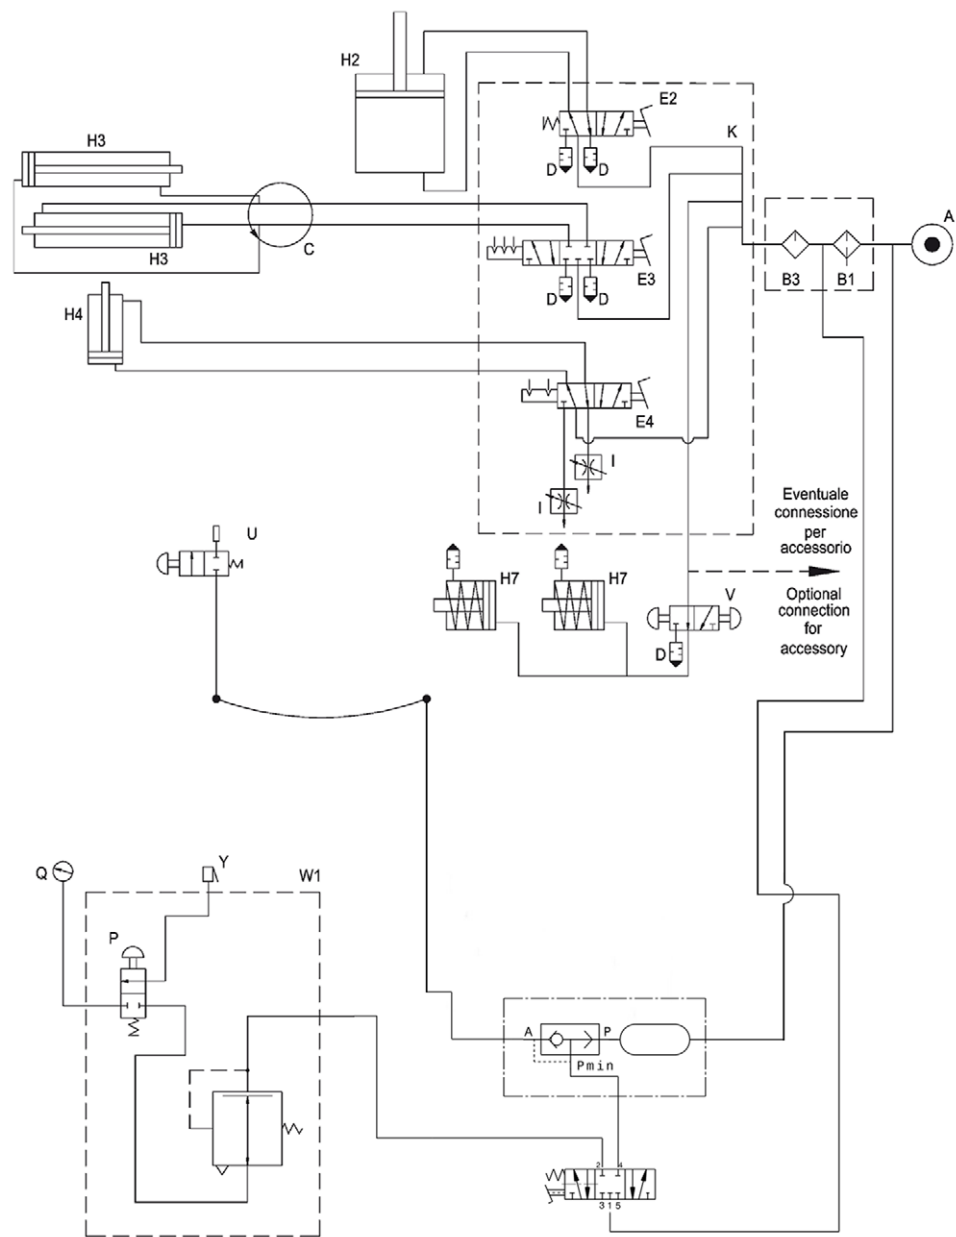 H2
E2
K
D
D
H3
H3
C
A
E3
D
D
B3
B1
H4
E4
I
I
Eventuale
connessione
per
accessorio
Optional
connection
for
accessory
U
H7
H7
V
D
Q
Y
W1
P
A
P
Pmin
2
4
3 1 5